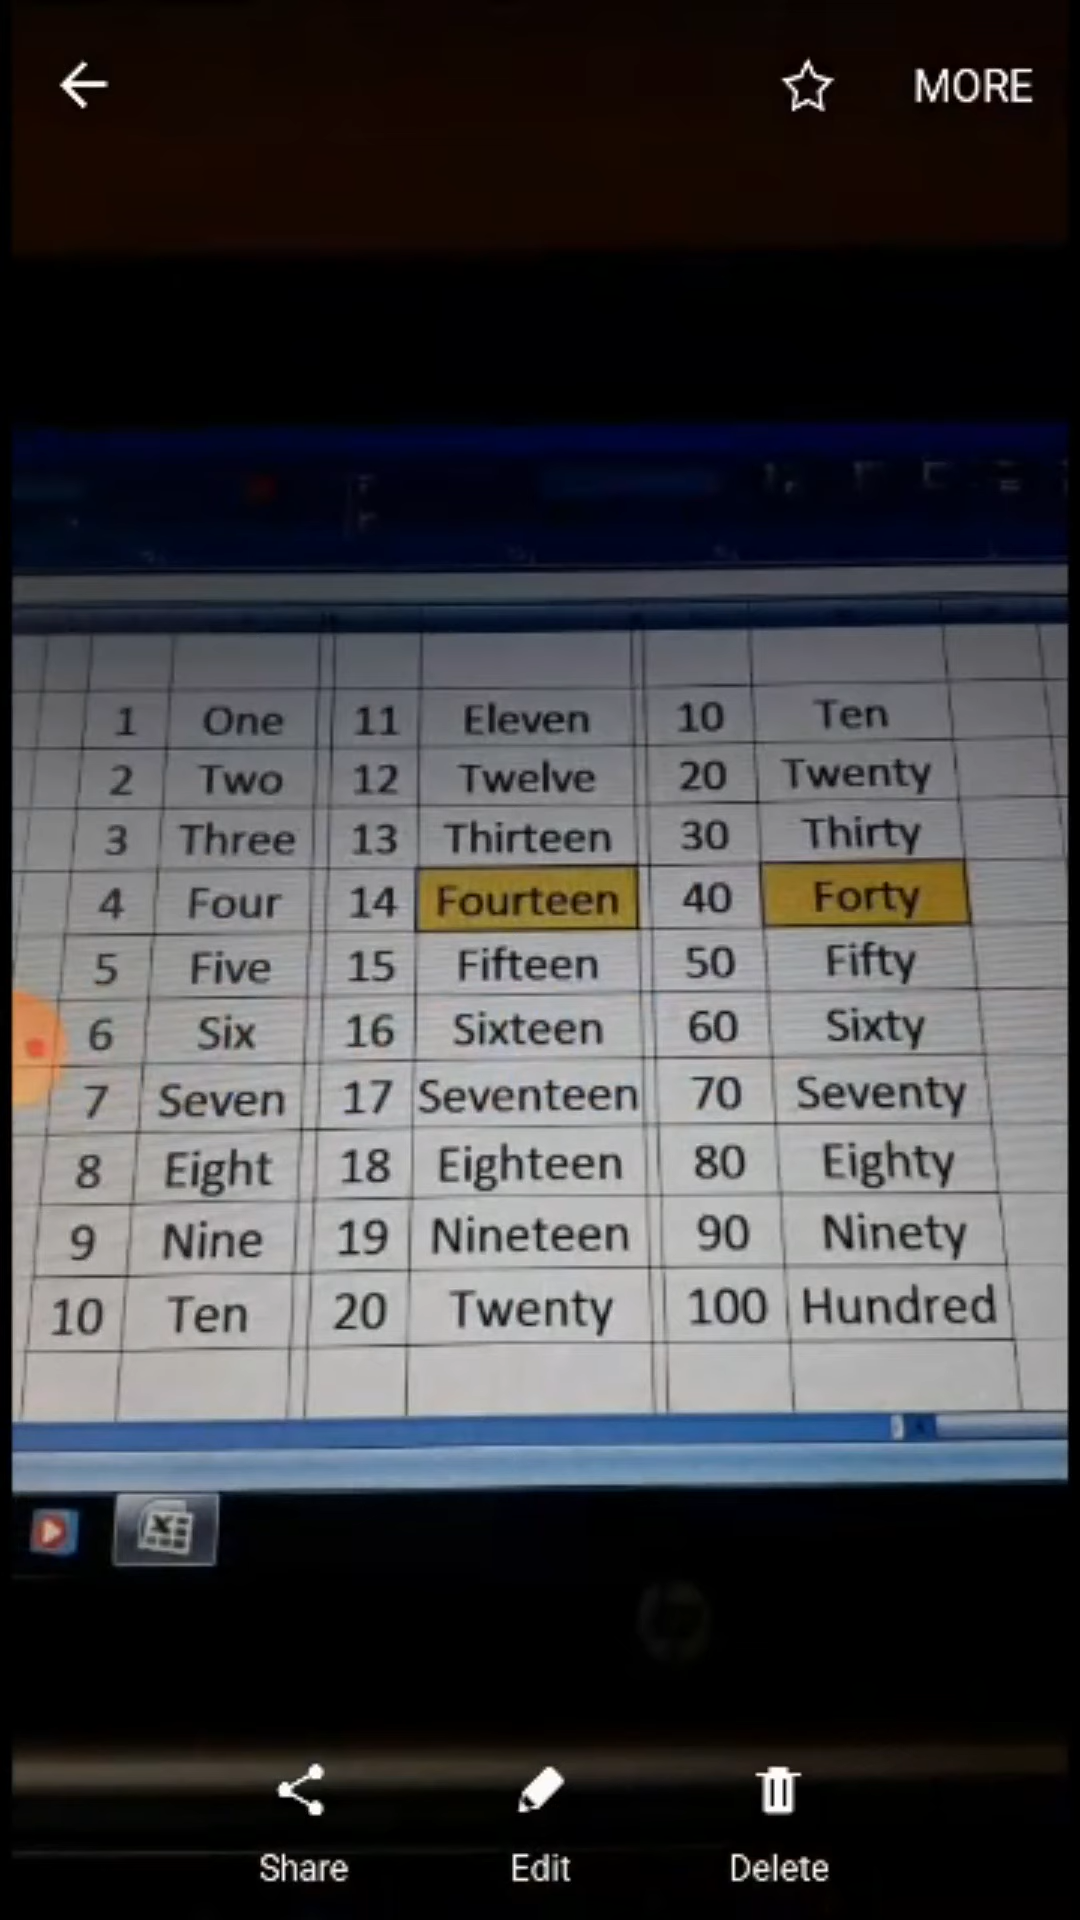 MORE
1 One 11 Eleven 10 Ten
2 Two 12 Twelve 20 Twenty
3 Three 13 Thirteen 30 Thirty
4 Four 14 Fourteen 40 Forty
5 Five 15 Fifteen 50 Fifty
6 Six 16 Sixteen 60 Sixty
7 Seven 17 Seventeen 70 Seventy
8 Eight 18 Eighteen 80 Eighty
9 Nine 19 Nineteen 90 Ninety
10 Ten 20 Twenty 100 Hundred
hp
Share Edit Delete